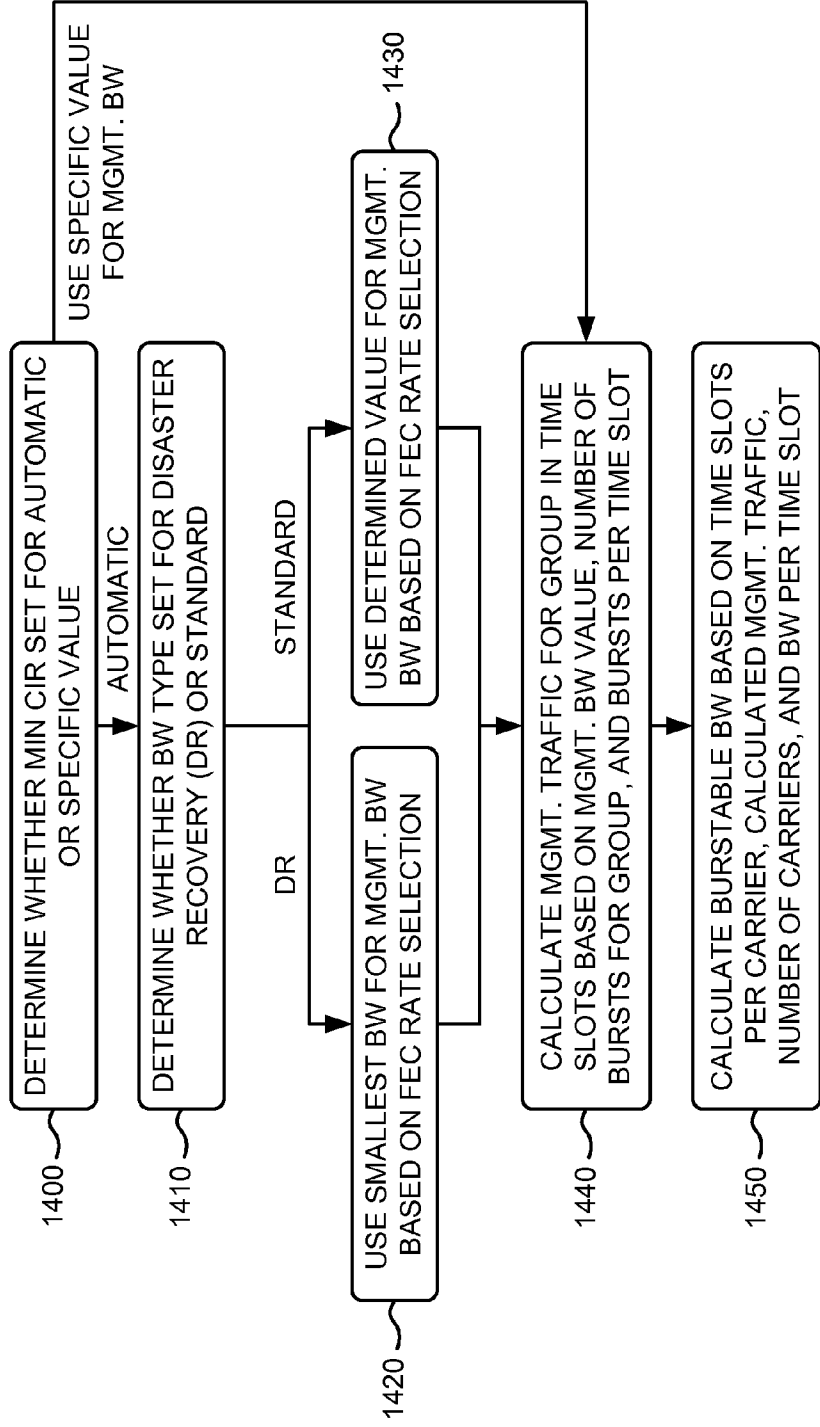 1400
DETERMINE WHETHER MIN CIR SET FOR AUTOMATIC
OR SPECIFIC VALUE
USE SPECIFIC VALUE
FOR MGMT. BW
AUTOMATIC
1410
DETERMINE WHETHER BW TYPE SET FOR DISASTER
RECOVERY (DR) OR STANDARD
DR
STANDARD
1420
USE SMALLEST BW FOR MGMT. BW
BASED ON FEC RATE SELECTION
USE DETERMINED VALUE FOR MGMT.
BW BASED ON FEC RATE SELECTION
1430
1440
CALCULATE MGMT. TRAFFIC FOR GROUP IN TIME
SLOTS BASED ON MGMT. BW VALUE, NUMBER OF
BURSTS FOR GROUP, AND BURSTS PER TIME SLOT
1450
CALCULATE BURSTABLE BW BASED ON TIME SLOTS
PER CARRIER, CALCULATED MGMT. TRAFFIC,
NUMBER OF CARRIERS, AND BW PER TIME SLOT